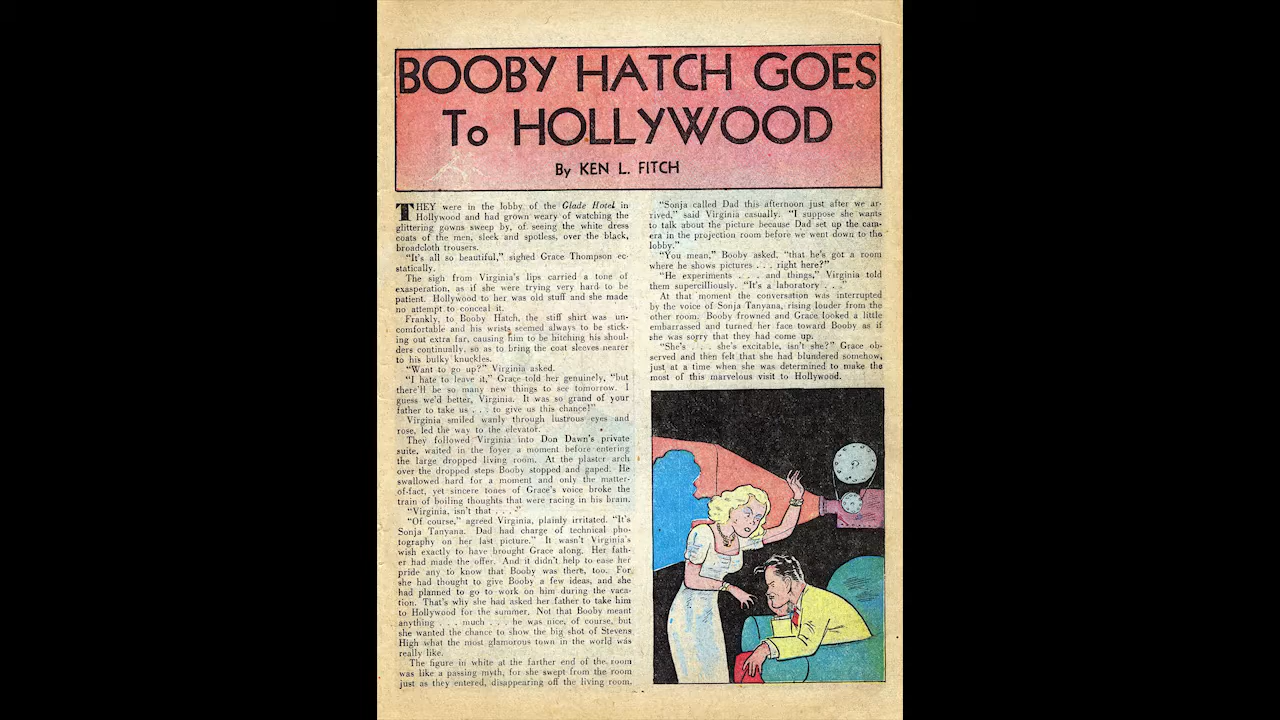 BOOBY HATCH GOES
To HOLLYWOOD
By KEN L. FITCH
THEY were in the lobby of the Glade Hotel in
Hollywood and had grown weary of watching the
glittering gowns sweep by, of seeing the white dress
coats of the men, sleek and spotless, over the black,
broadcloth trousers.
"It's all so beautiful," sighed Grace Thompson ec-
statically.
The sigh from Virginia's lips carried a tone of
exasperation, as if she were trying very hard to be
patient. Hollywood to her was old stuff and she made
no attempt to conceal it.
Frankly, to Booby Hatch, the stiff shirt was un-
comfortable and his wrists seemed always to be stick-
ing out extra far, causing him to be hitching his shoul-
ders continually, so as to bring the coat sleeves nearer
to his bulky knuckles.
"Want to go up?" Virginia asked.
"I hate to leave it," Grace told her genuinely, "but
there'll be so many new things to see tomorrow. I
guess we'd better, Virginia. It was so grand of your
father to take us . . . to give us this chance!"
Virginia smiled wanly through lustrous eyes and
rose, led the way to the elevator.
They followed Virginia into Don Dawn's private
suite, waited in the foyer a moment before entering
the large dropped living room. At the plaster arch
over the dropped steps Booby stopped and gaped. He
swallowed hard for a moment and only the matter-
of-fact, yet sincere tones of Grace's voice broke the
train of boiling thoughts that were racing in his brain.
"Virginia, isn't that . . . ."
"Of course," agreed Virginia, plainly irritated. "It's
Sonja Tanyana. Dad had charge of technical pho-
tography on her last picture." It wasn't Virginia's
wish exactly to have brought Grace along. Her fath-
er had made the offer. And it didn't help to ease her
pride any to know that Booby was there, too. For
she had thought to give Booby a few ideas, and she
had planned to go to work on him during the vaca-
tion. That's why she had asked her father to take him
to Hollywood for the summer. Not that Booby meant
anything . . . much . . . he was nice, of course, but
she wanted the chance to show the big shot of Stevens
High what the most glamorous town in the world was
really like.
The figure in white at the farther end of the room
was like a passing myth, for she swept from the room
just as they entered, disappearing off the living room.
"Sonja called Dad this afternoon just after we ar-
rived," said Virginia casually. "I suppose she wants
to talk about the picture because Dad set up the cam-
era in the projection room before we went down to the
lobby."
"You mean," Booby asked, "that he's got a room
where he shows pictures . . . right here?"
"He experiments . . . and things," Virginia told
them superciliously. "It's a laboratory . . ."
At that moment the conversation was interrupted
by the voice of Sonja Tanyana, rising louder from the
other room. Booby frowned and Grace looked a little
embarrassed and turned her face toward Booby as if
she was sorry that they had come up.
"She's . . . she's excitable, isn't she?" Grace ob-
served and then felt that she had blundered somehow,
just at a time when she was determined to make the
most of this marvelous visit to Hollywood.